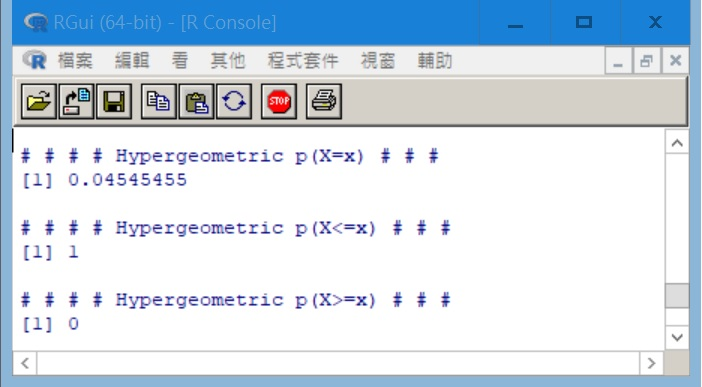 RGui (64-bit) - [R Console]
檔案 編輯 看 其他 程式套件 視窗 輔助
STOP
# # # # Hypergeometric p(X=x) # # #
[1] 0.04545455
# # # # Hypergeometric p(X<=x) # # #
[1] 1
# # # # Hypergeometric p(X>=x) # # #
[1] 0